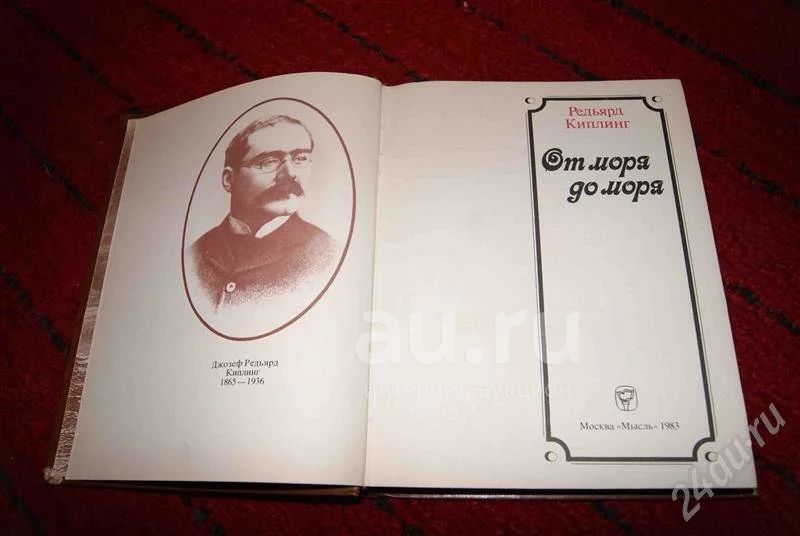 Джозеф Редьярд
Киплинг
1865—1936
Редьярд
Киплинг
От моря
до моря
Москва «Мысль» 1983
au.ru
интернет-аукцион
24au.ru